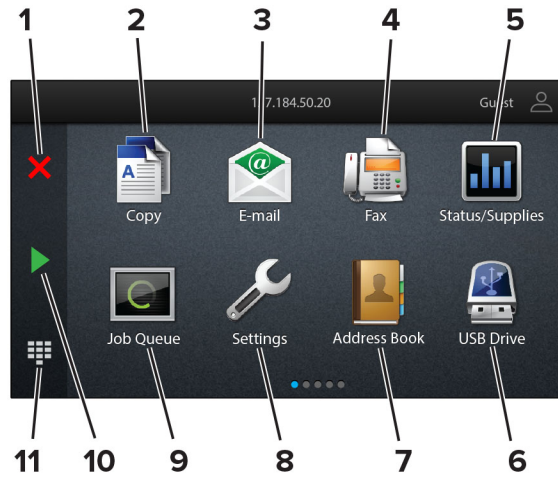 1 2 3 4 5
Guest
A
@
Copy E-mail Fax Status/Supplies
Job Queue Settings Address Book USB Drive
11 10 9 8 7 6